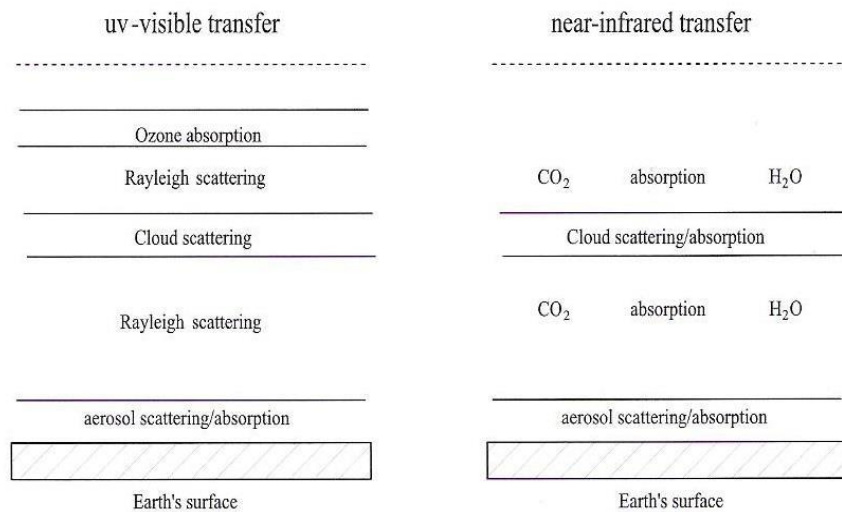 uv-visible transfer
Ozone absorption
Rayleigh scattering
Cloud scattering
Rayleigh scattering
aerosol scattering/absorption
Earth's surface
near-infrared transfer
CO₂ absorption H₂O
Cloud scattering/absorption
CO₂ absorption H₂O
aerosol scattering/absorption
Earth's surface